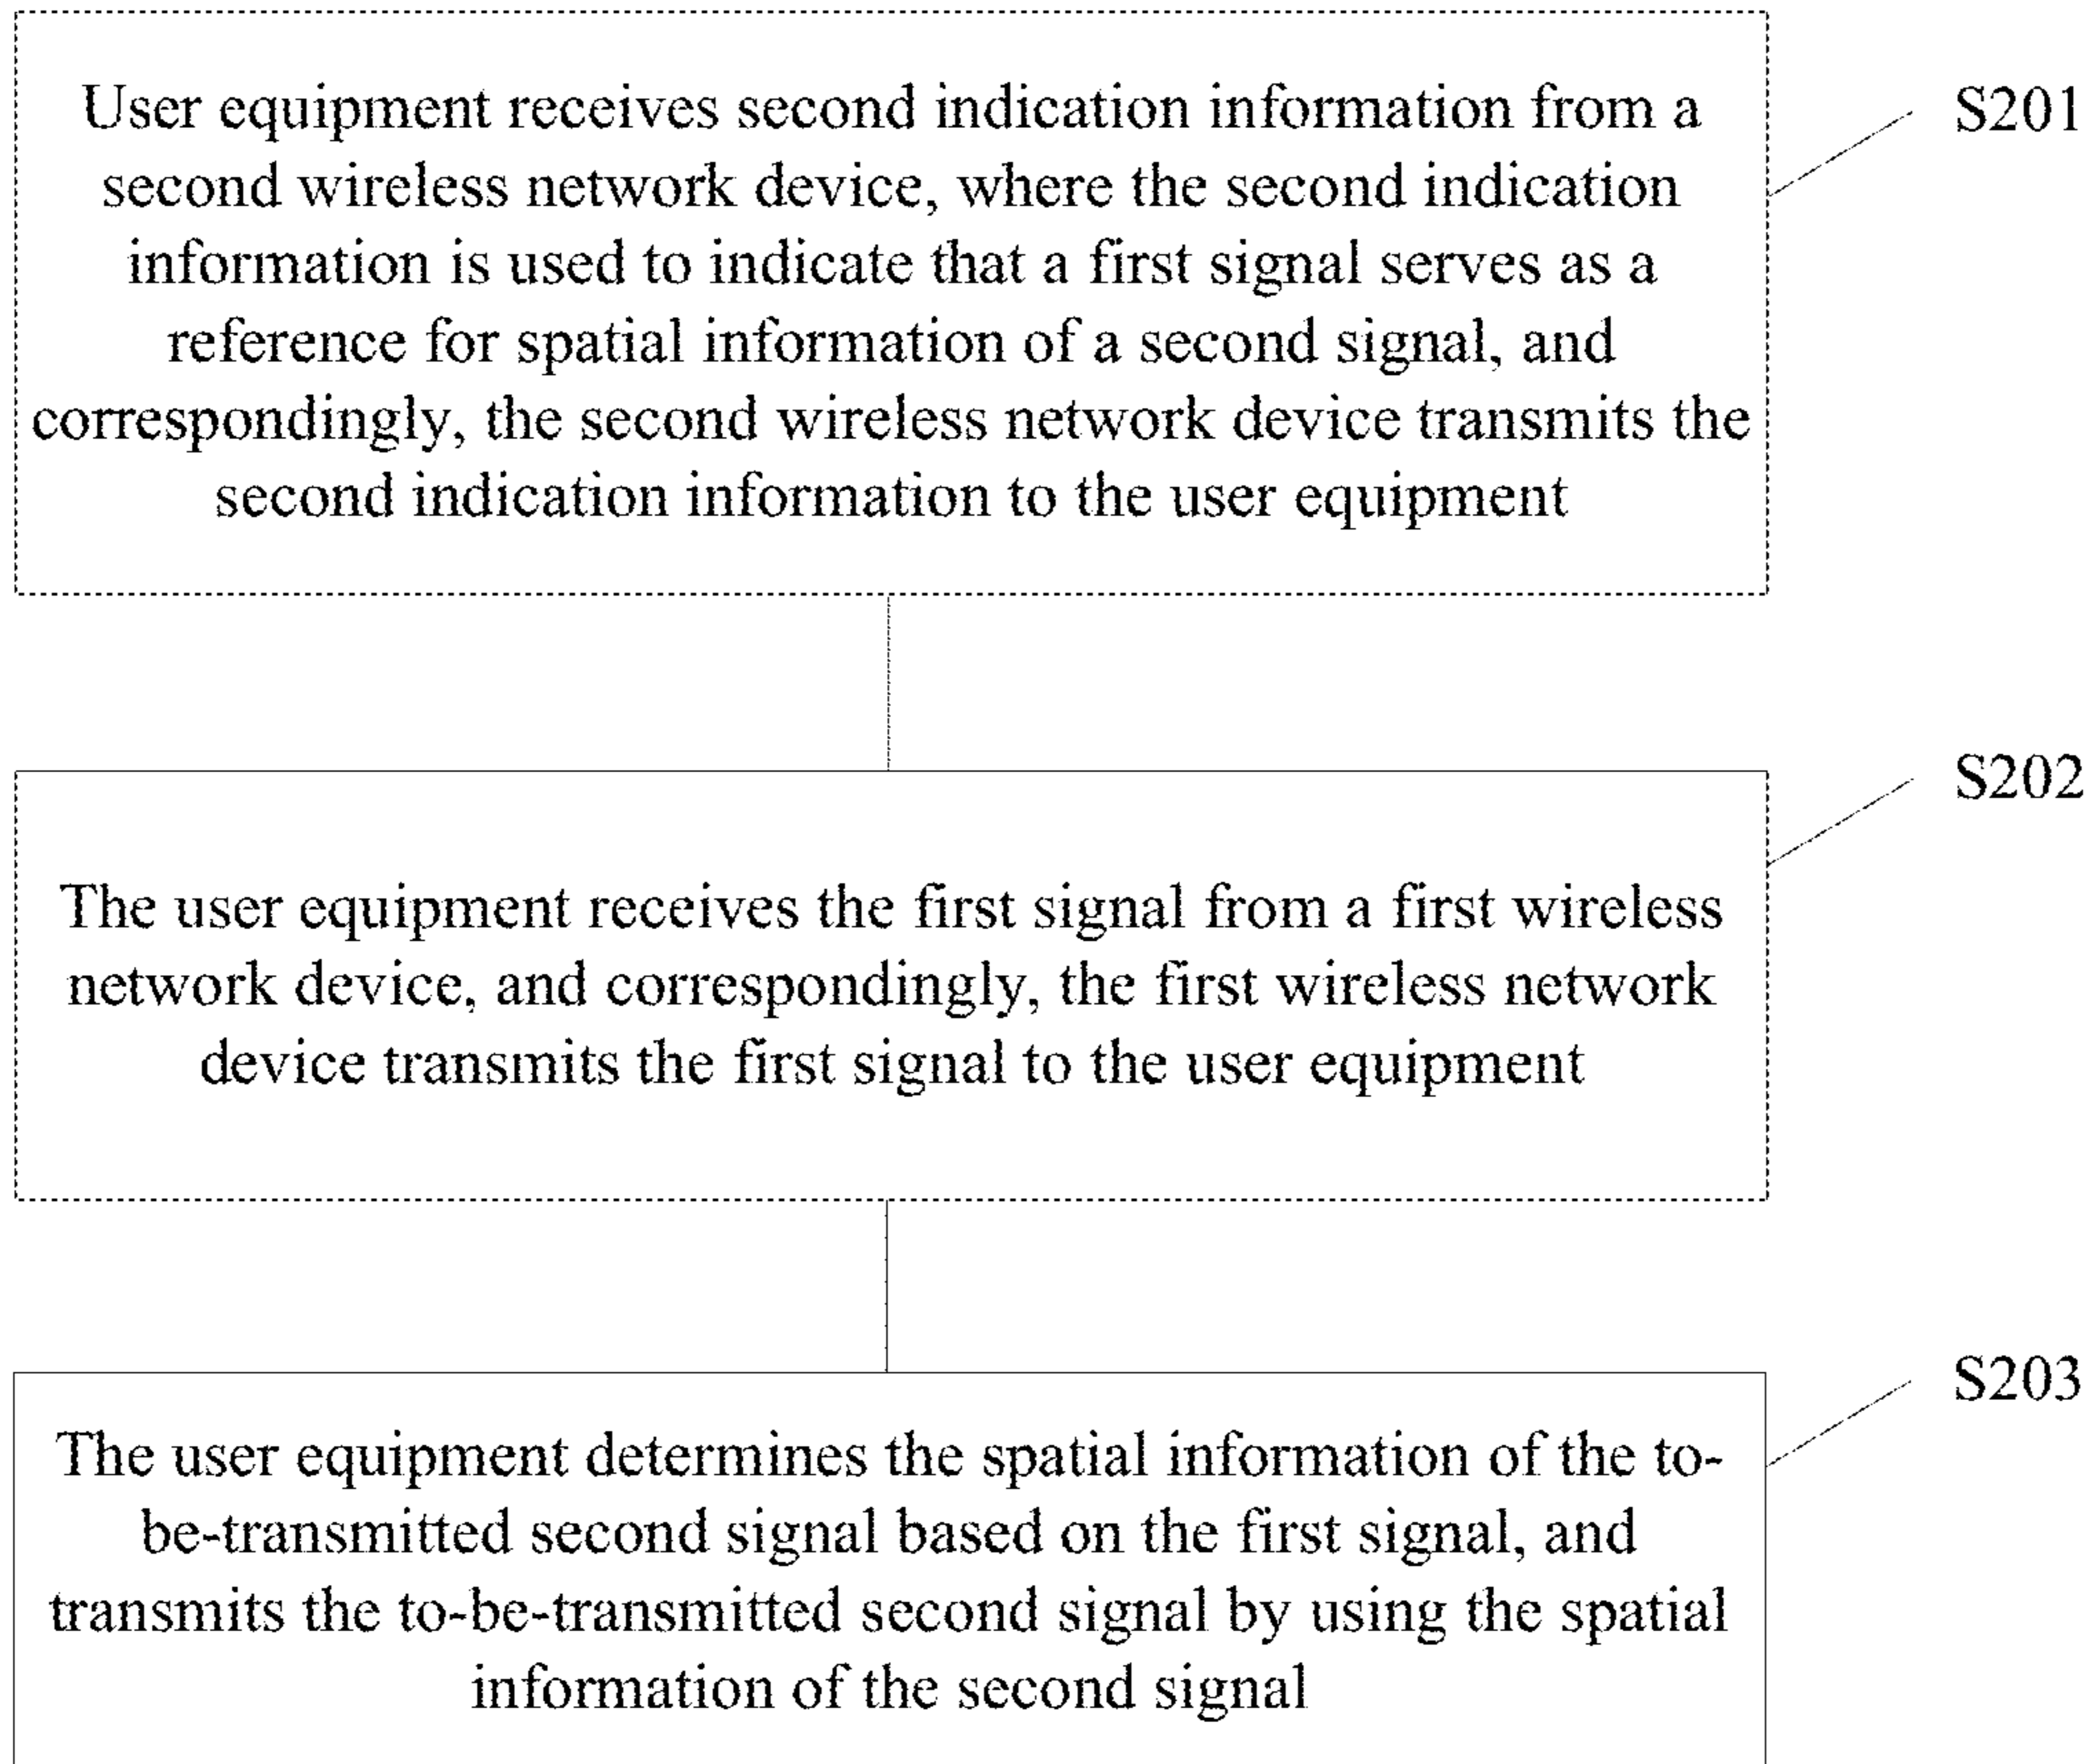 User equipment receives second indication information from a
S201
second wireless network device, where the second indication
information is used to indicate that a first signal serves as a
reference for spatial information of a second signal, and
correspondingly, the second wireless network device transmits the
second indication information to the user equipment
S202
The user equipment receives the first signal from a first wireless
network device, and correspondingly, the first wireless network
device transmits the first signal to the user equipment
S203
The user equipment determines the spatial information of the to-
be-transmitted second signal based on the first signal, and
transmits the to-be-transmitted second signal by using the spatial
information of the second signal